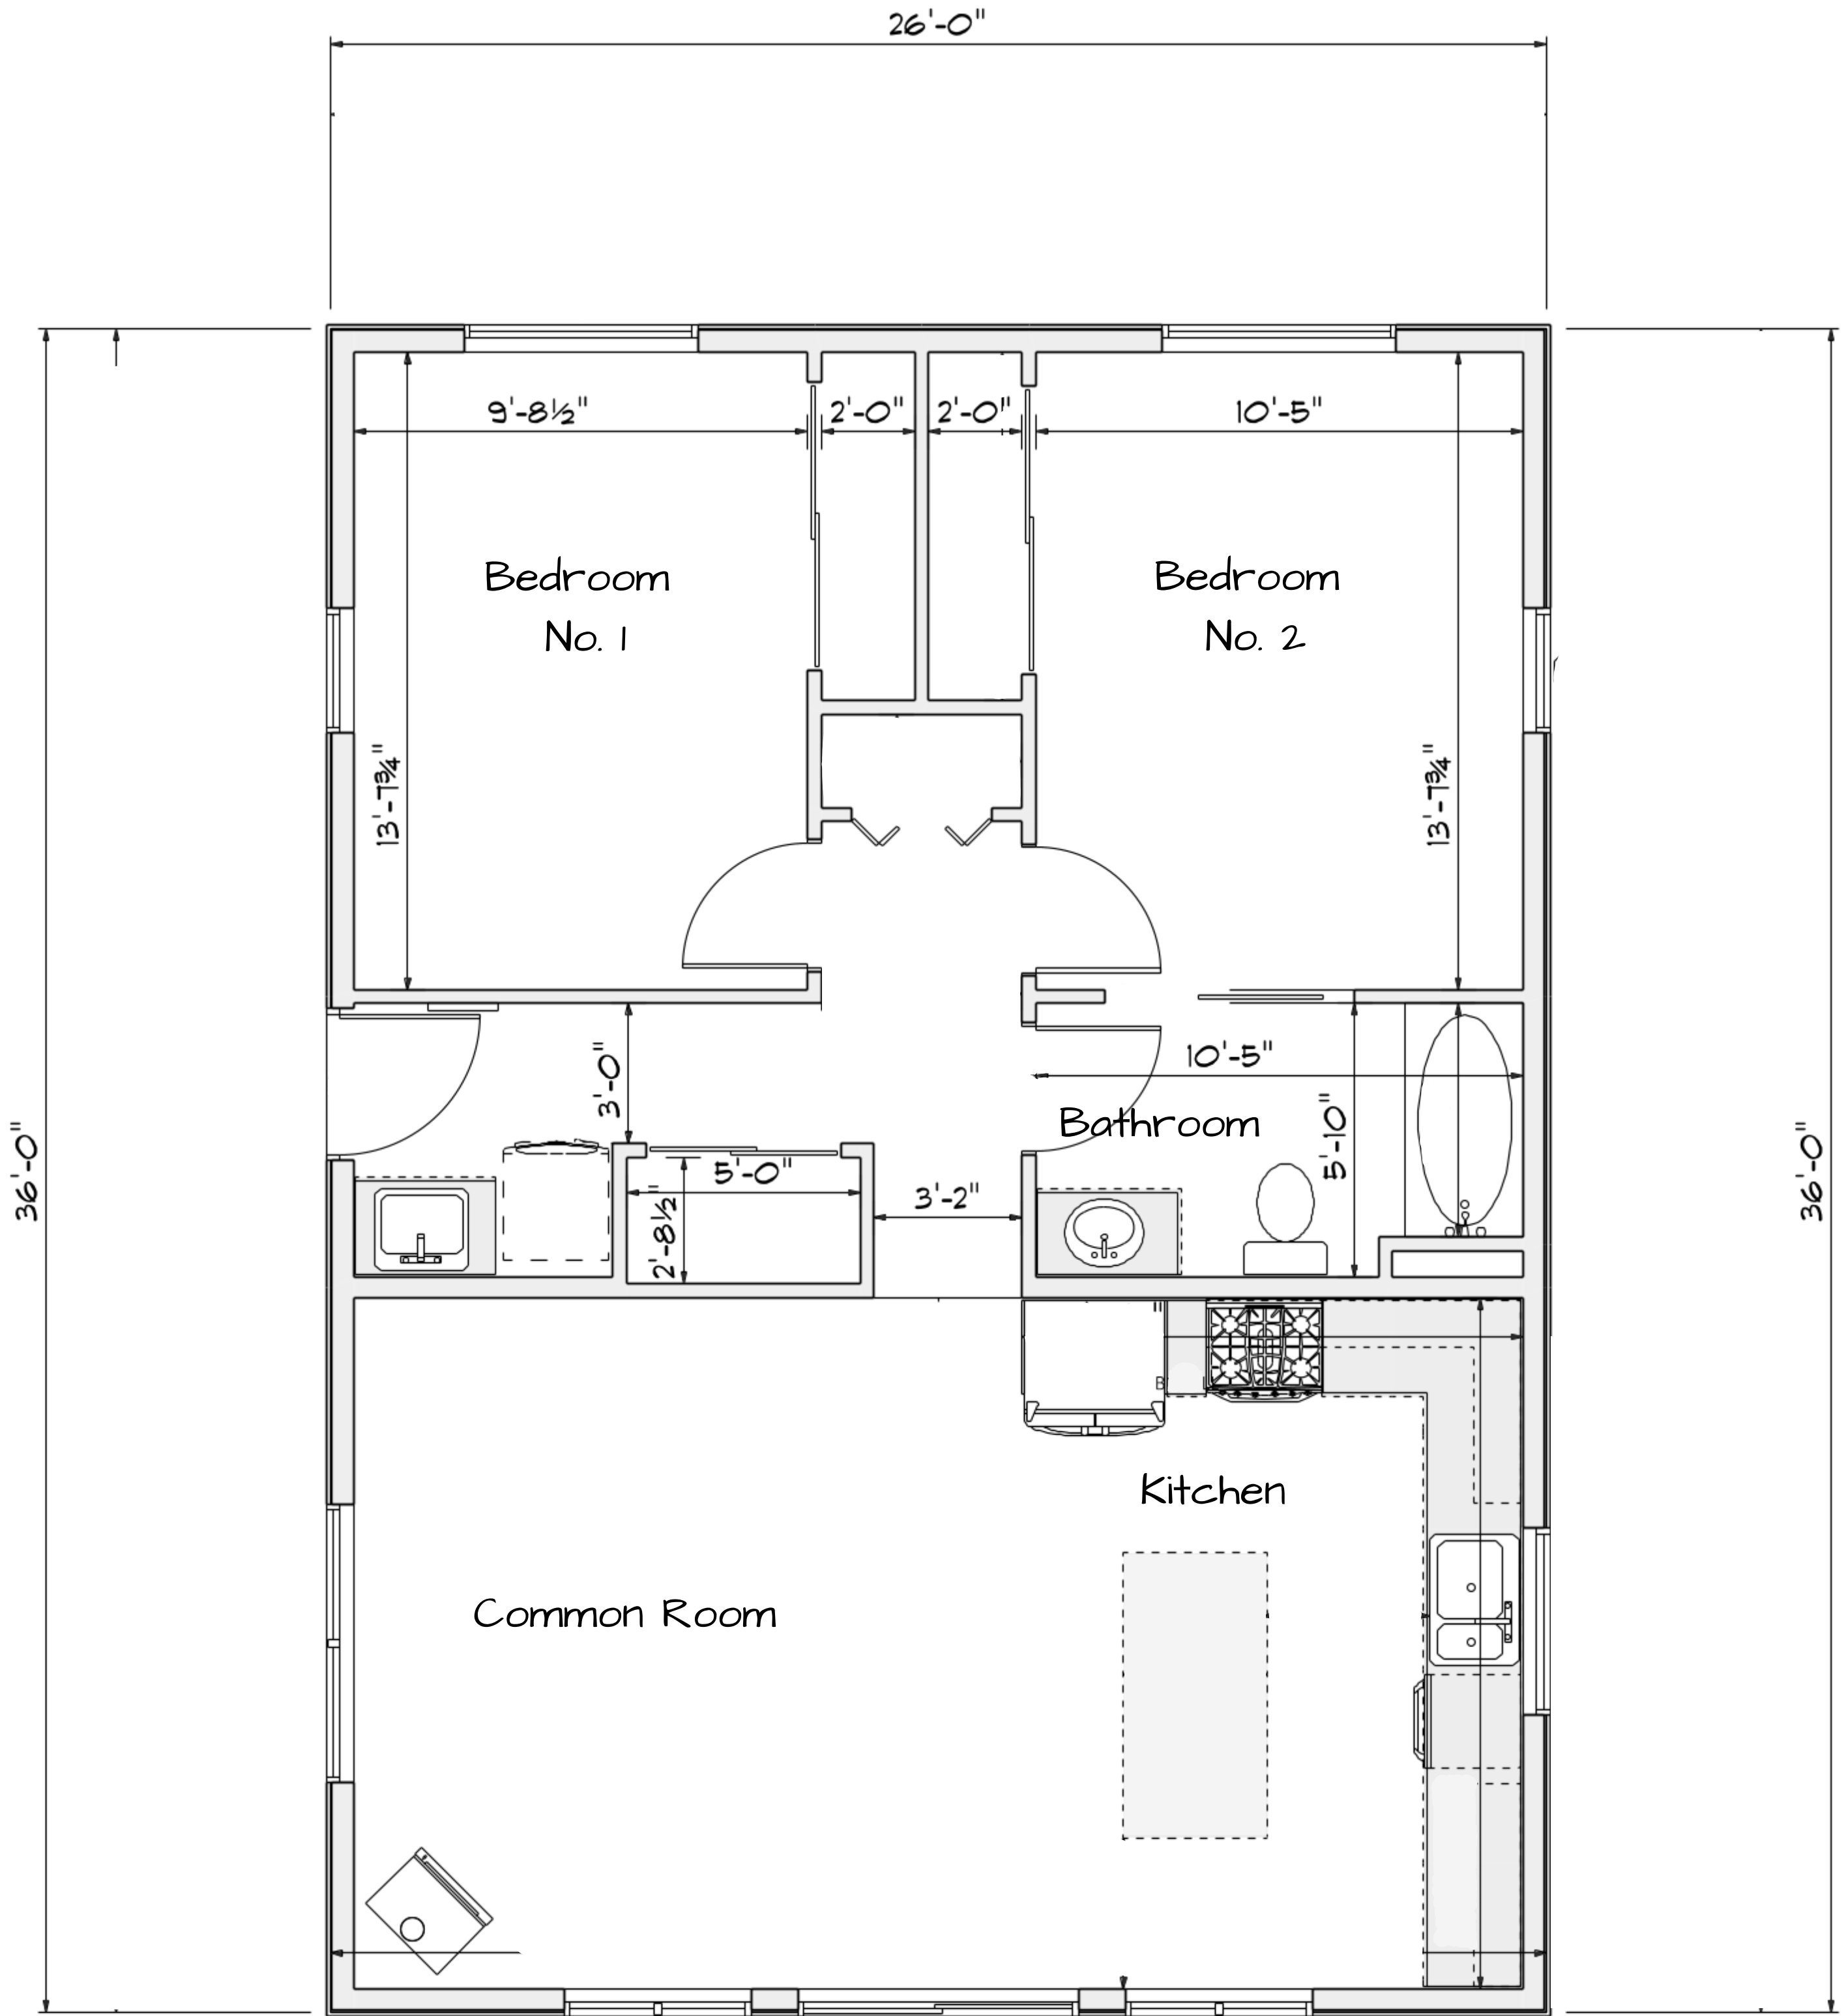 26'-0"
9'-8½"
2'-0"
2'-0"
10'-5"
Bedroom
No. 1
Bedroom
No. 2
13'-7¾"
13'-7¾"
3'-0"
10'-5"
Bathroom
5'-10"
36'-0"
36'-0"
5'-0"
2'-8½"
3'-2"
Kitchen
Common Room